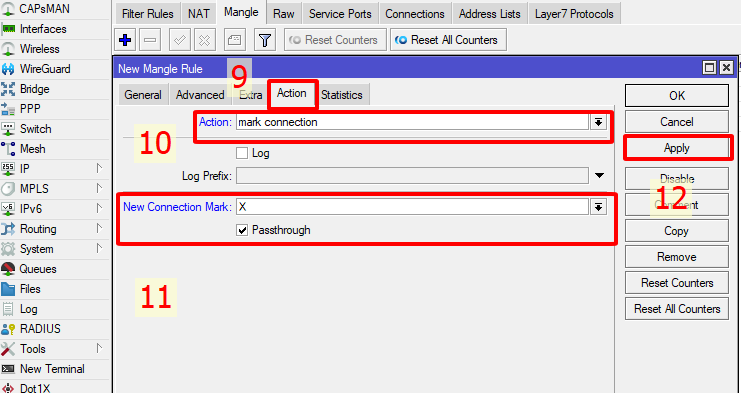 CAPsMAN
Interfaces
Wireless
WireGuard
Bridge
PPP
Switch
Mesh
IP
MPLS
IPv6
Routing
System
Queues
Files
Log
RADIUS
Tools
New Terminal
Dot1X
Filter Rules NAT Mangle Raw Service Ports Connections Address Lists Layer7 Protocols
Reset Counters Reset All Counters
New Mangle Rule
9
General Advanced Extra Action Statistics
10
Action: mark connection
Log
Log Prefix:
New Connection Mark: X
Passthrough
11
OK
Cancel
Apply
Disable
12
Comment
Copy
Remove
Reset Counters
Reset All Counters